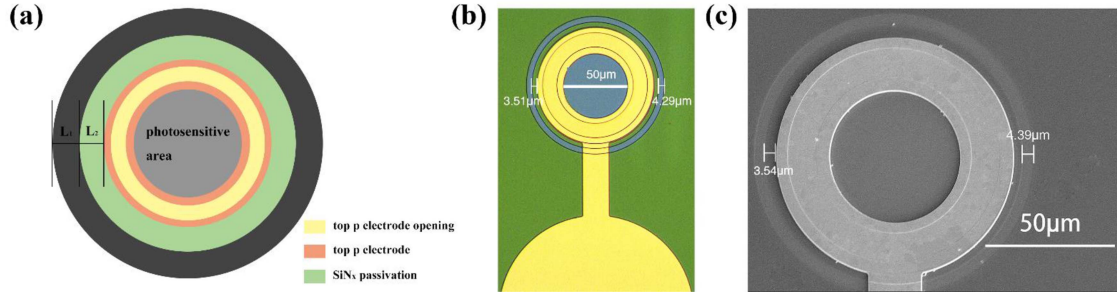 (a)
L₁
L₂
photosensitive
area
top p electrode opening
top p electrode
SiNₓ passivation
(b)
50μm
3.51μm
4.29μm
(c)
4.39μm
3.54μm
50μm